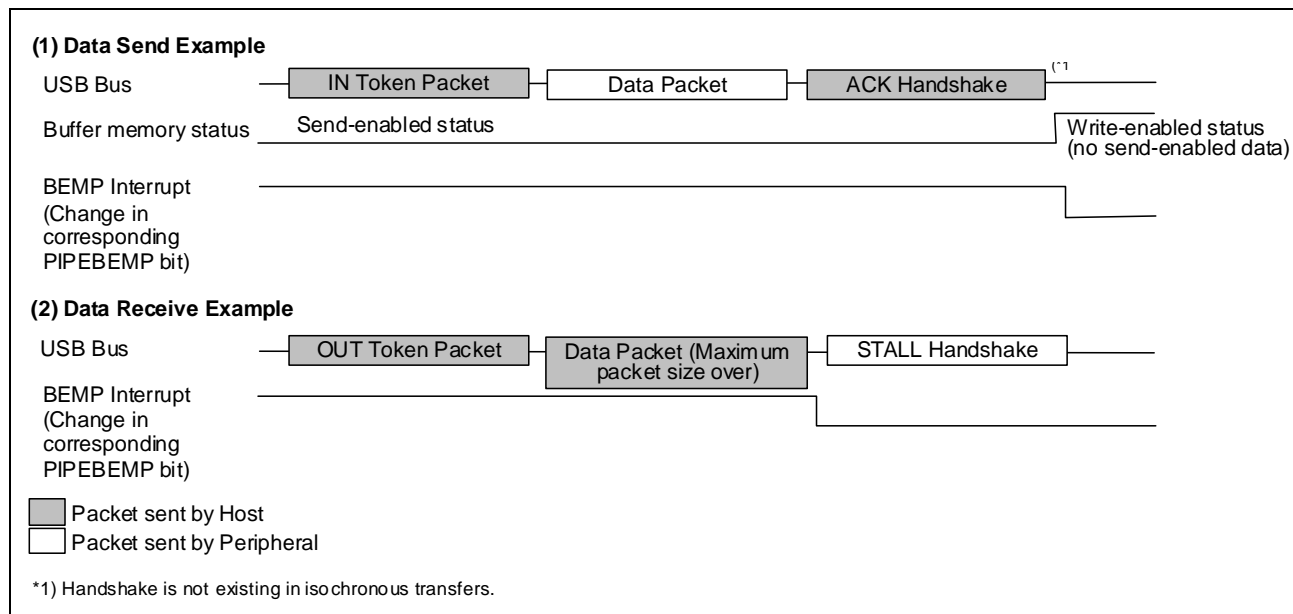 (1) Data Send Example
USB Bus
IN Token Packet
Data Packet
ACK Handshake
(*1
Buffer memory status
Send-enabled status
Write-enabled status
(no send-enabled data)
BEMP Interrupt
(Change in
corresponding
PIPEBEMP bit)
(2) Data Receive Example
USB Bus
OUT Token Packet
Data Packet (Maximum
packet size over)
STALL Handshake
BEMP Interrupt
(Change in
corresponding
PIPEBEMP bit)
Packet sent by Host
Packet sent by Peripheral
*1) Handshake is not existing in isochronous transfers.